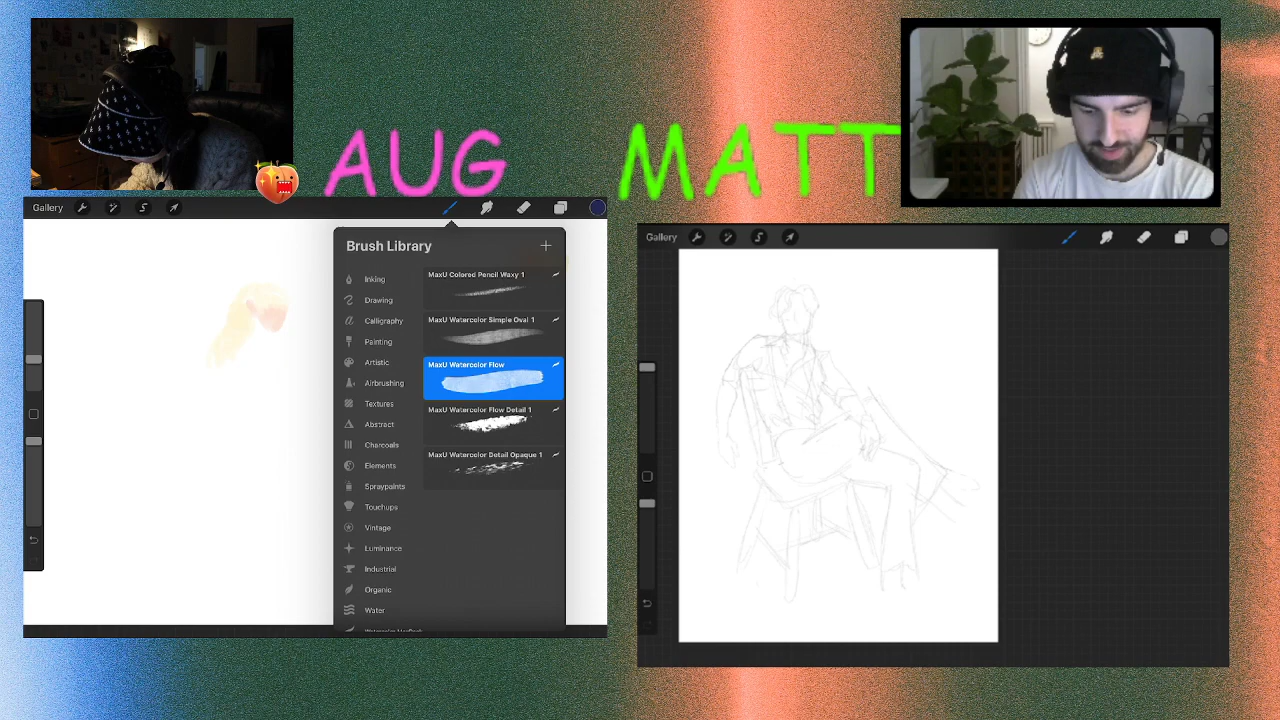 AUG
MATT
Gallery
Brush Library
Inking
Drawing
Calligraphy
Painting
Artistic
Airbrushing
Textures
Abstract
Charcoals
Elements
Spraypaints
Touchups
Vintage
Luminance
Industrial
Organic
Water
MaxU Colored Pencil Waxy 1
MaxU Watercolor Simple Oval 1
MaxU Watercolor Flow
MaxU Watercolor Flow Detail 1
MaxU Watercolor Detail Opaque 1
Gallery